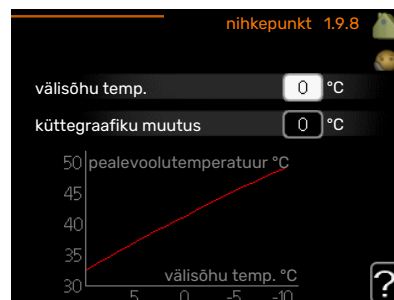 nihkepunkt 1.9.8
välisõhu temp. 0 °C
küttegraafiku muutus 0 °C
50 pealevoolutemperatuur °C
45
40
35
välisõhu temp. °C
30
5 0 -5 -10
?